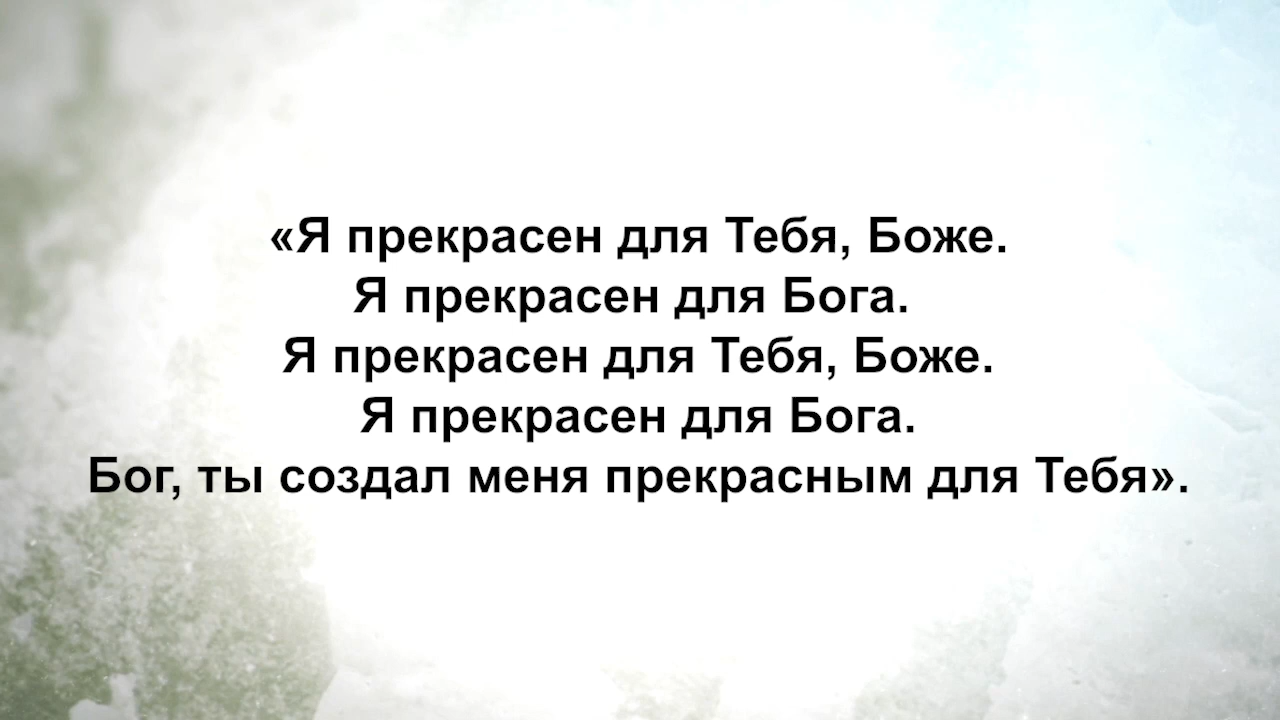 «Я прекрасен для Тебя, Боже.
Я прекрасен для Бога.
Я прекрасен для Тебя, Боже.
Я прекрасен для Бога.
Бог, ты создал меня прекрасным для Тебя».